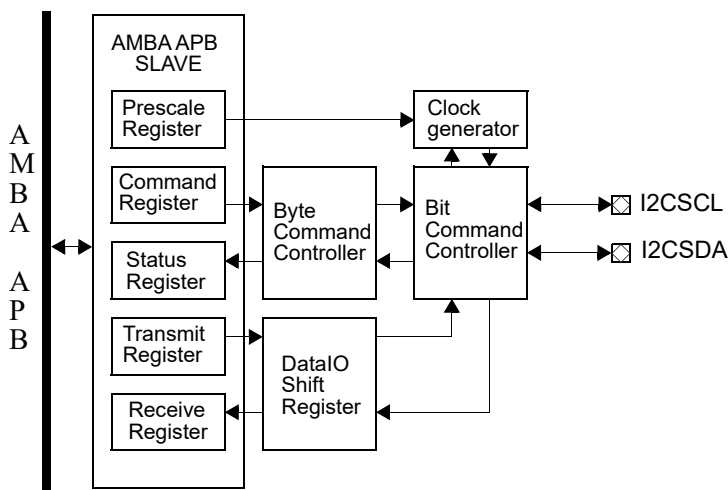 A
M
B
A
A
P
B
AMBA APB
SLAVE
Prescale
Register
Command
Register
Status
Register
Transmit
Register
Receive
Register
Byte
Command
Controller
DataIO
Shift
Register
Clock
generator
Bit
Command
Controller
I2CSCL
I2CSDA